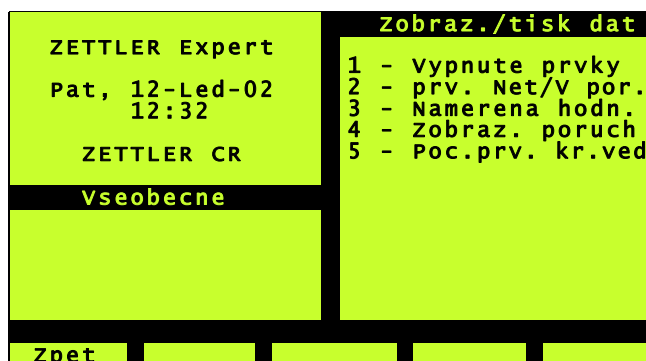 ZETTLER Expert
Pat, 12-Led-02
12:32
ZETTLER CR
Vseobecne
Zobraz./tisk dat
1 - Vypnute prvky
2 - prv. Net/V por.
3 - Namerena hodn.
4 - Zobraz. poruch
5 - Poc.prv. kr.ved
Zpet